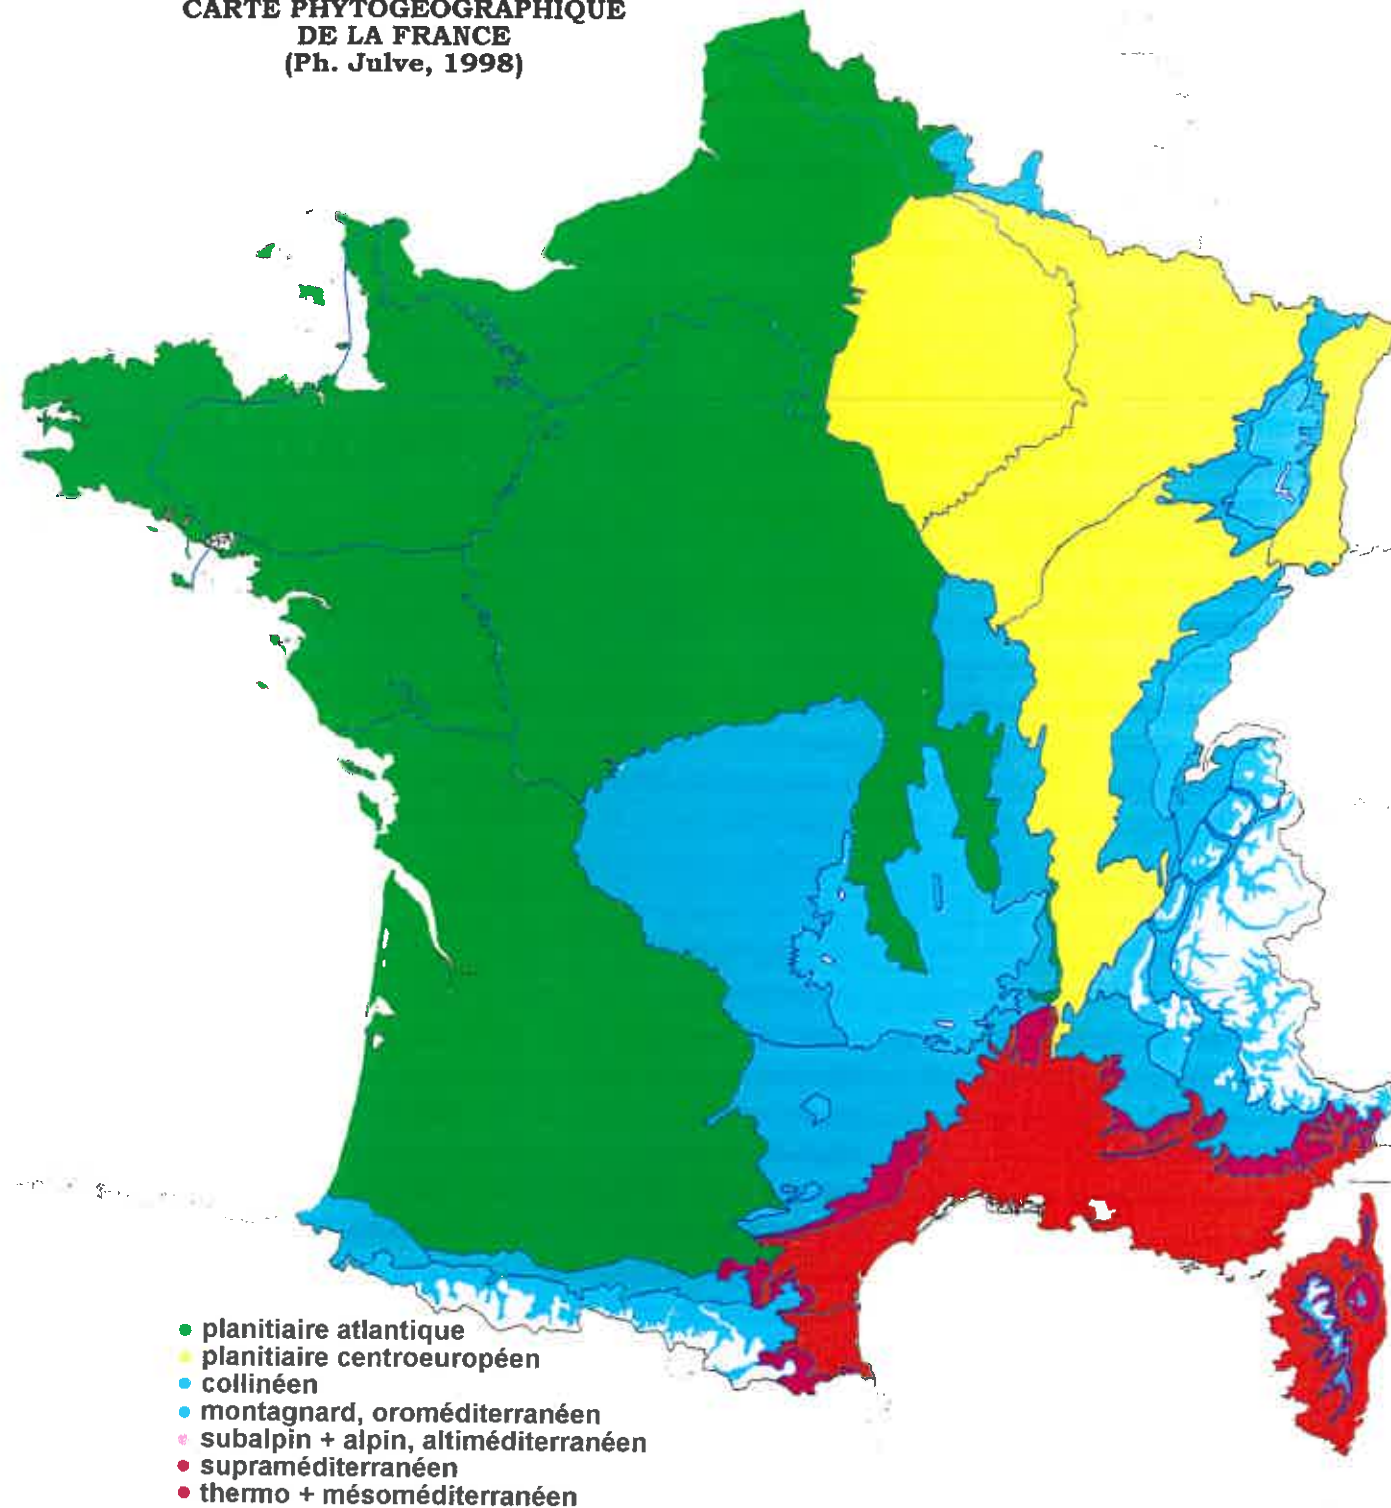 CARTE PHYTOGEOGRAPHIQUE
DE LA FRANCE
(Ph. Julve, 1998)
planitiaire atlantique
planitiaire centroeuropéen
collinéen
montagnard, oroméditerranéen
subalpin + alpin, altiméditerranéen
supraméditerranéen
thermo + mésoméditerranéen